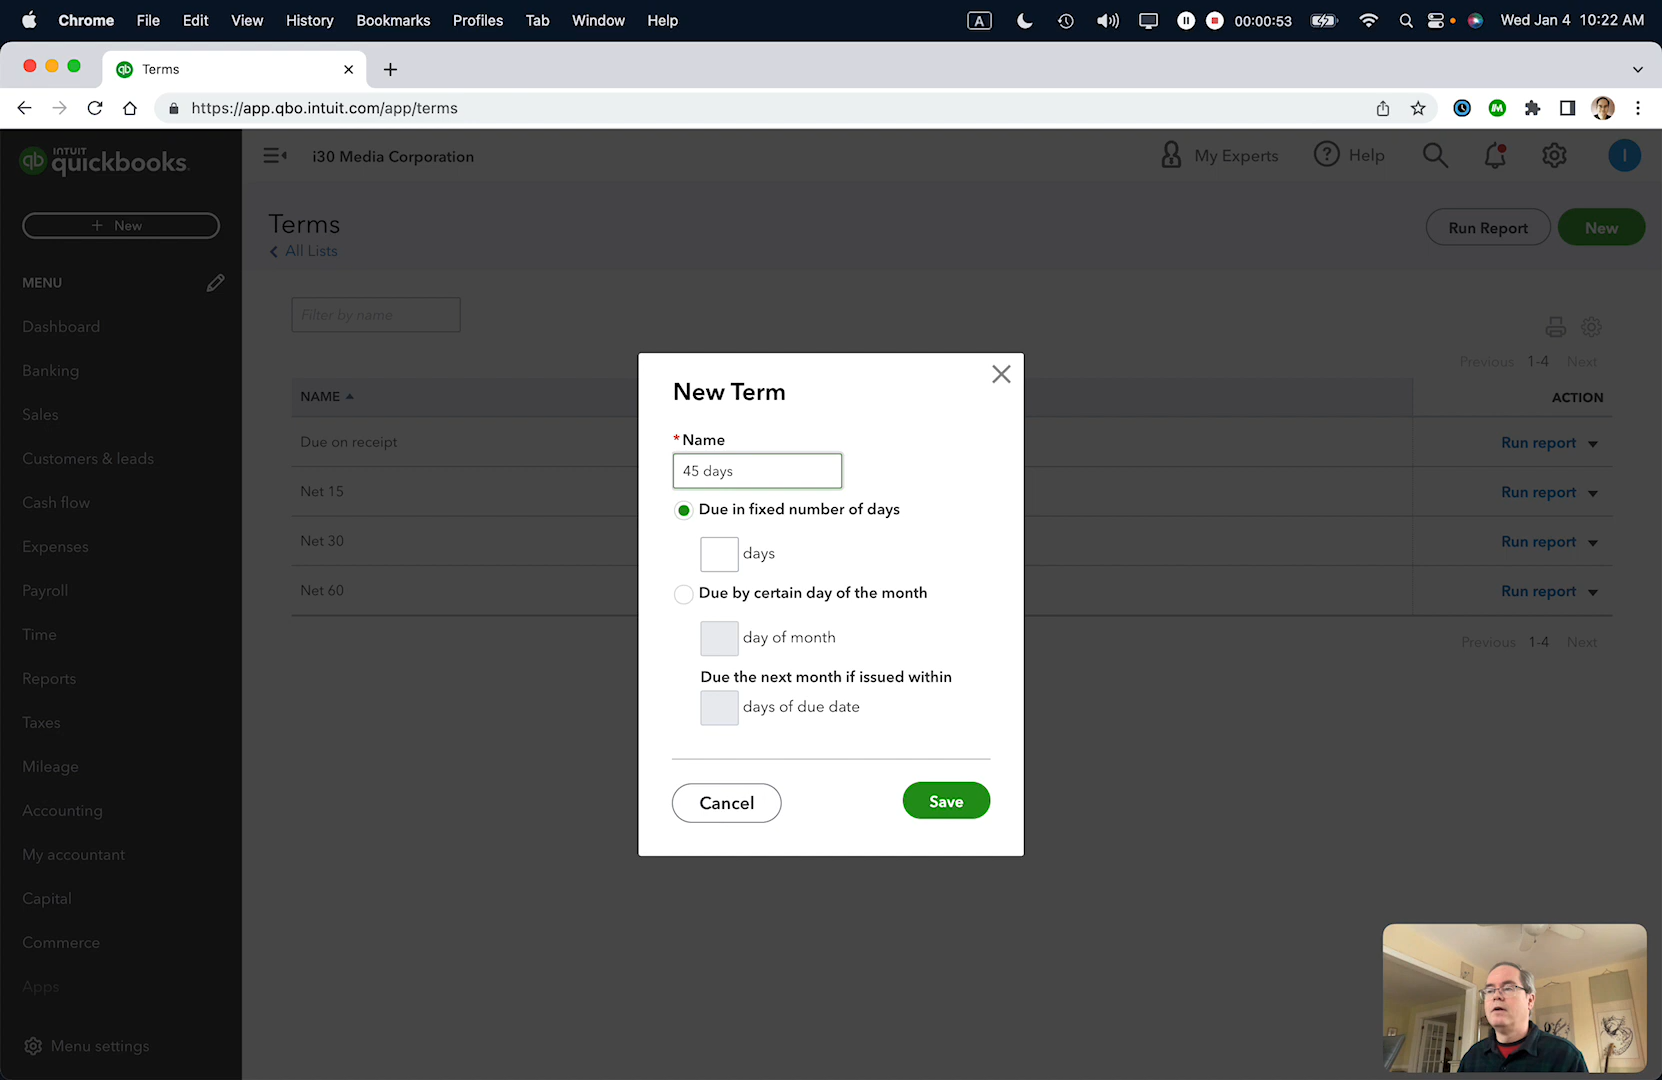 Chrome File Edit View History Bookmarks Profiles Tab Window Help A 00:00:53 Wed Jan 4 10:22 AM
qb Terms
https://app.qbo.intuit.com/app/terms
qb INTUIT quickbooks.
i30 Media Corporation
My Experts
Help
I
+ New
Terms
All Lists
Run Report
New
MENU
Dashboard
Banking
Sales
Customers & leads
Cash flow
Expenses
Payroll
Time
Reports
Taxes
Mileage
Accounting
My accountant
Capital
Commerce
Apps
Menu settings
Filter by name
Previous 1-4 Next
NAME
ACTION
Due on receipt
Run report
Net 15
Run report
Net 30
Run report
Net 60
Run report
Previous 1-4 Next
New Term
*Name
45 days
Due in fixed number of days
days
Due by certain day of the month
day of month
Due the next month if issued within
days of due date
Cancel
Save